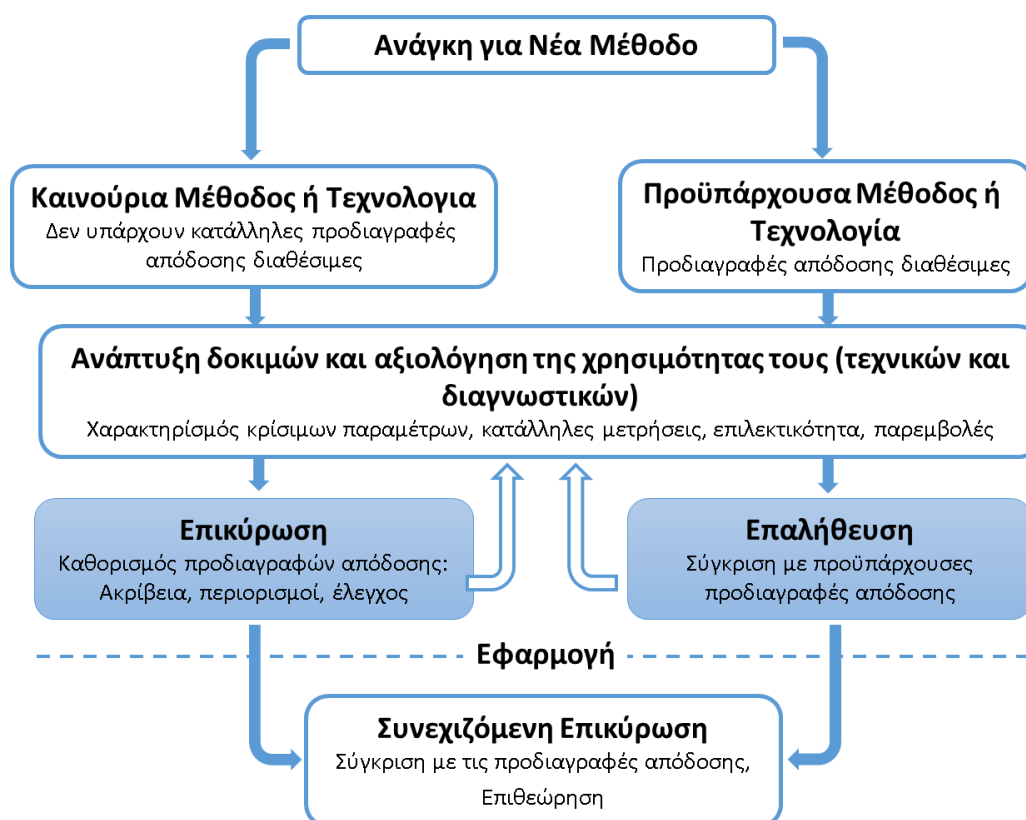 Ανάγκη για Νέα Μέθοδο
Καινούρια Μέθοδος ή Τεχνολογια
Δεν υπάρχουν κατάλληλες προδιαγραφές
απόδοσης διαθέσιμες
Προϋπάρχουσα Μέθοδος ή
Τεχνολογία
Προδιαγραφές απόδοσης διαθέσιμες
Ανάπτυξη δοκιμών και αξιολόγηση της χρησιμότητας τους (τεχνικών και
διαγνωστικών)
Χαρακτηρίσμός κρίσιμων παραμέτρων, κατάλληλες μετρήσεις, επιλεκτικότητα, παρεμβολές
Επικύρωση
Καθορισμός προδιαγραφών απόδοσης:
Ακρίβεια, περιορισμοί, έλεγχος
Επαλήθευση
Σύγκριση με προϋπάρχουσες
προδιαγραφές απόδοσης
Εφαρμογή
Συνεχιζόμενη Επικύρωση
Σύγκριση με τις προδιαγραφές απόδοσης,
Επιθεώρηση